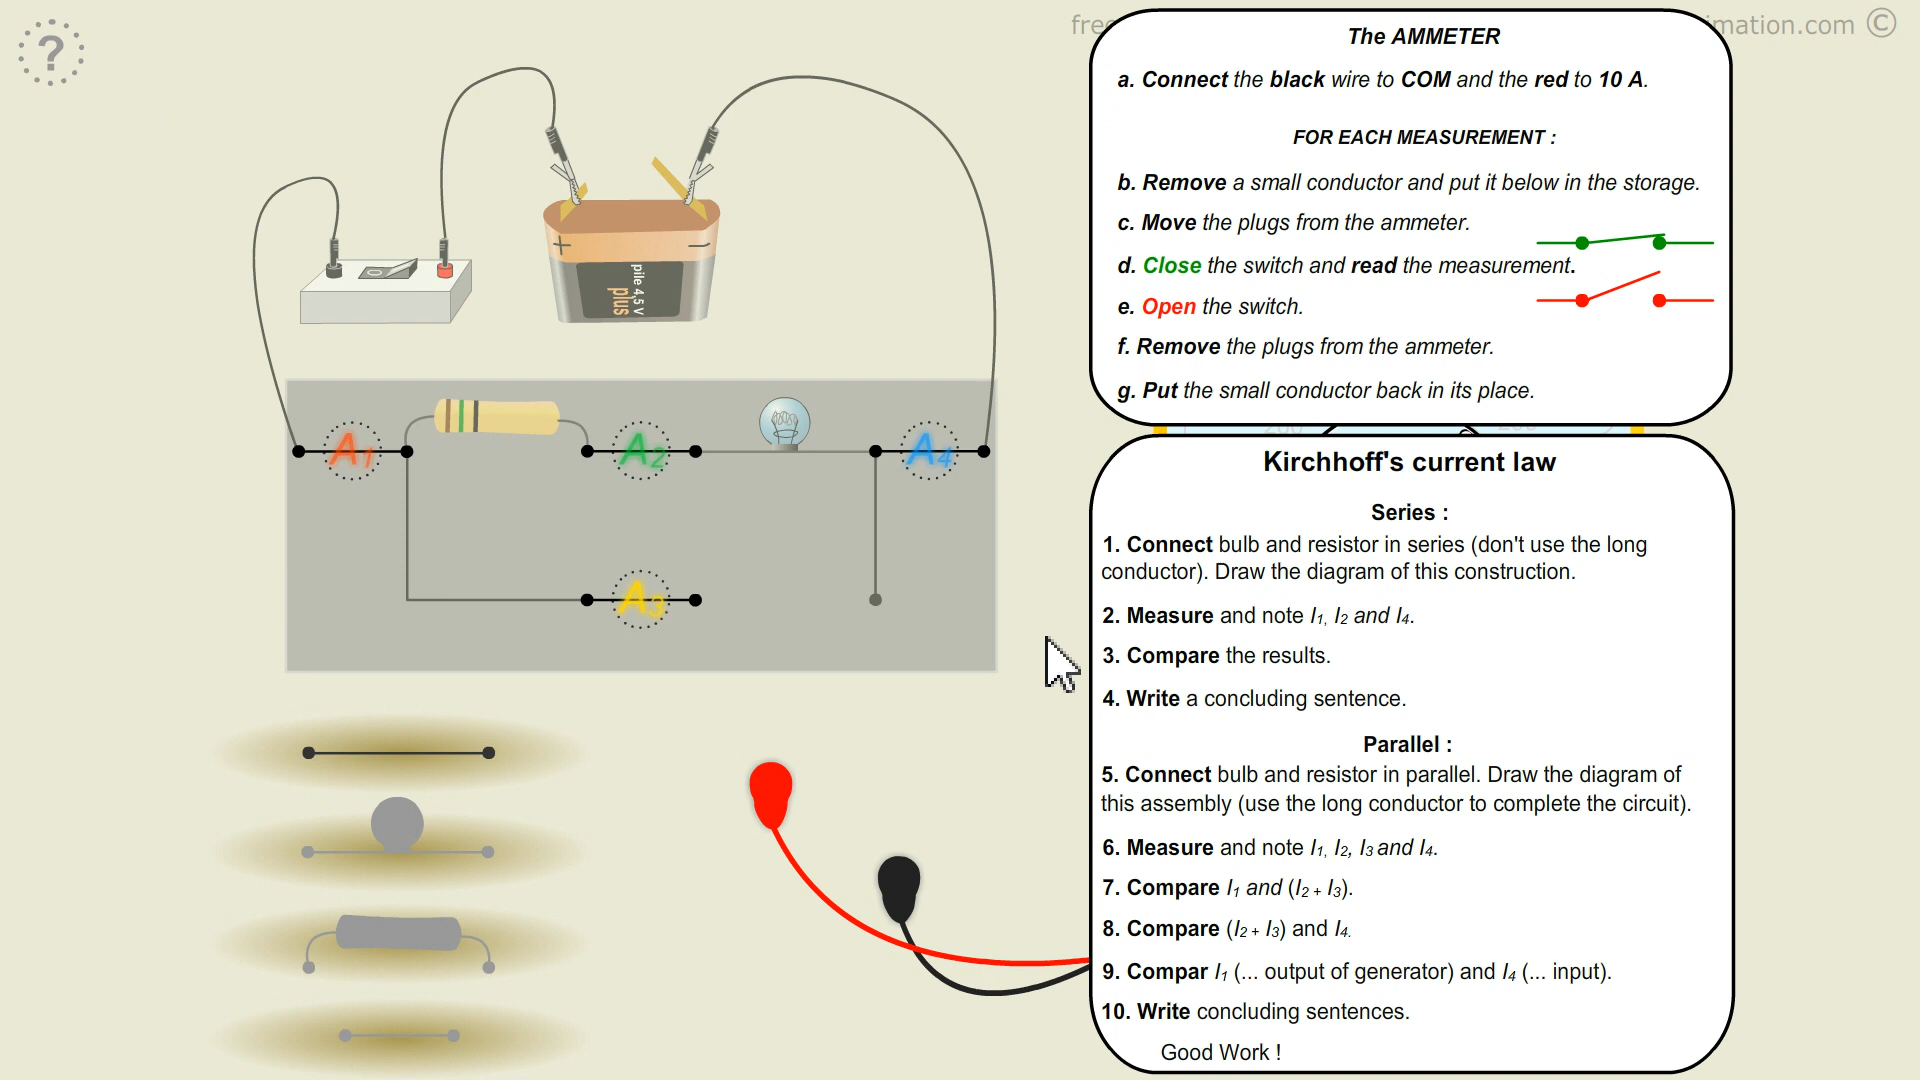 ?
free
mation.com ©
The AMMETER
a. Connect the black wire to COM and the red to 10 A.
FOR EACH MEASUREMENT :
b. Remove a small conductor and put it below in the storage.
c. Move the plugs from the ammeter.
d. Close the switch and read the measurement.
e. Open the switch.
f. Remove the plugs from the ammeter.
g. Put the small conductor back in its place.
+ −
pile 4,5 V
plus
A1
A2
A4
A3
Kirchhoff's current law
Series :
1. Connect bulb and resistor in series (don't use the long
conductor). Draw the diagram of this construction.
2. Measure and note I1, I2 and I4.
3. Compare the results.
4. Write a concluding sentence.
Parallel :
5. Connect bulb and resistor in parallel. Draw the diagram of
this assembly (use the long conductor to complete the circuit).
6. Measure and note I1, I2, I3 and I4.
7. Compare I1 and (I2 + I3).
8. Compare (I2 + I3) and I4.
9. Compar I1 (... output of generator) and I4 (... input).
10. Write concluding sentences.
Good Work !